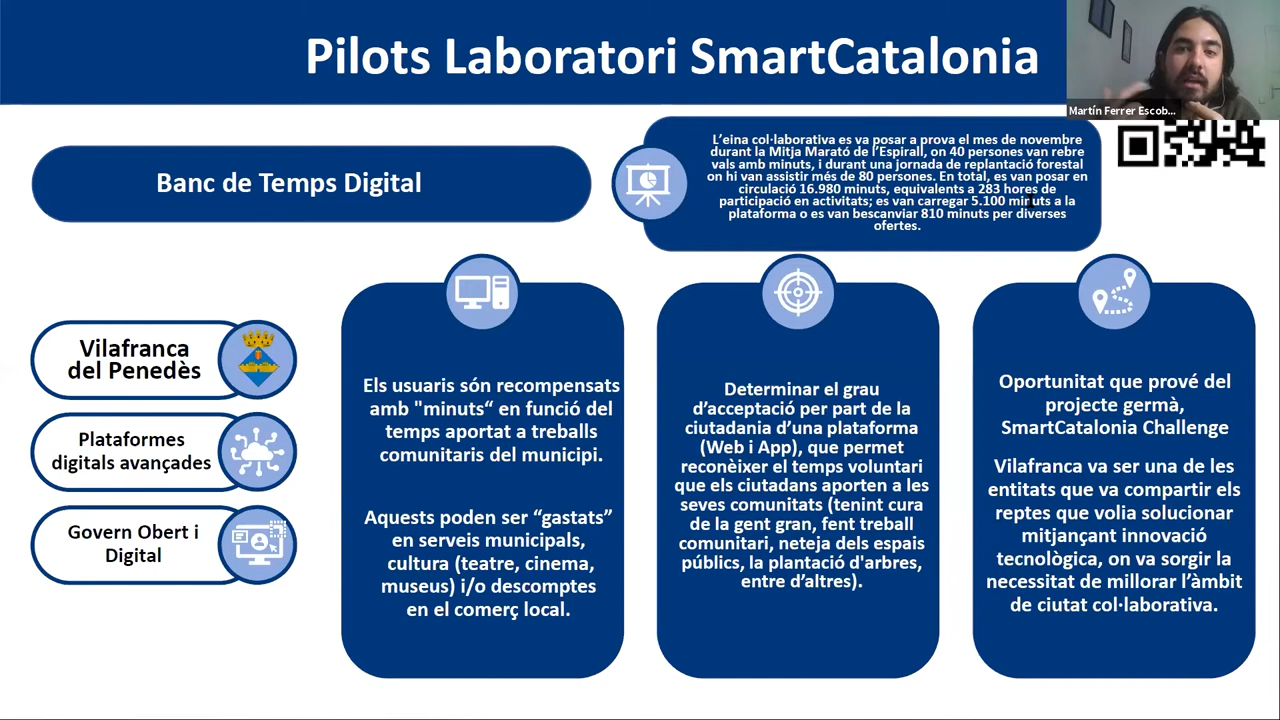 Pilots Laboratori SmartCatalonia
Martín Ferrer Escob...
Banc de Temps Digital
L'eina col·laborativa es va posar a prova el mes de novembre
durant la Mitja Marató de l'Espirall, on 40 persones van rebre
vals amb minuts, i durant una jornada de replantació forestal
on hi van assistir més de 80 persones. En total, es van posar en
circulació 16.980 minuts, equivalents a 283 hores de
participació en activitats; es van carregar 5.100 minuts a la
plataforma o es van bescanviar 810 minuts per diverses
ofertes.
Vilafranca
del Penedès
Plataformes
digitals avançades
Govern Obert i
Digital
Els usuaris són recompensats
amb "minuts“ en funció del
temps aportat a treballs
comunitaris del municipi.
Aquests poden ser “gastats”
en serveis municipals,
cultura (teatre, cinema,
museus) i/o descomptes
en el comerç local.
Determinar el grau
d’acceptació per part de la
ciutadania d’una plataforma
(Web i App), que permet
reconèixer el temps voluntari
que els ciutadans aporten a les
seves comunitats (tenint cura
de la gent gran, fent treball
comunitari, neteja dels espais
públics, la plantació d'arbres,
entre d’altres).
Oportunitat que prové del
projecte germà,
SmartCatalonia Challenge
Vilafranca va ser una de les
entitats que va compartir els
reptes que volia solucionar
mitjançant innovació
tecnològica, on va sorgir la
necessitat de millorar l’àmbit
de ciutat col·laborativa.